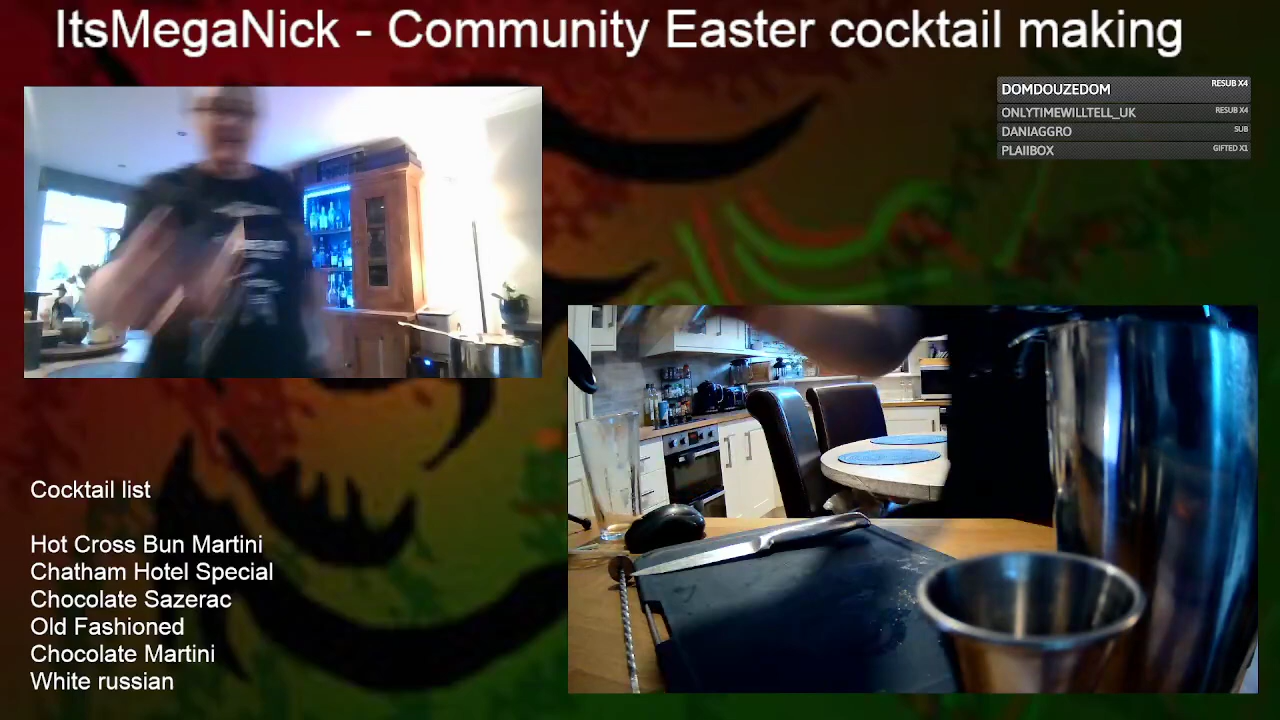 ItsMegaNick - Community Easter cocktail making
DOMDOUZEDOM RESUB X4
ONLYTIMEWILLTELL_UK RESUB X4
DANIAGGRO SUB
PLAIIBOX GIFTED X1
Cocktail list
Hot Cross Bun Martini
Chatham Hotel Special
Chocolate Sazerac
Old Fashioned
Chocolate Martini
White russian